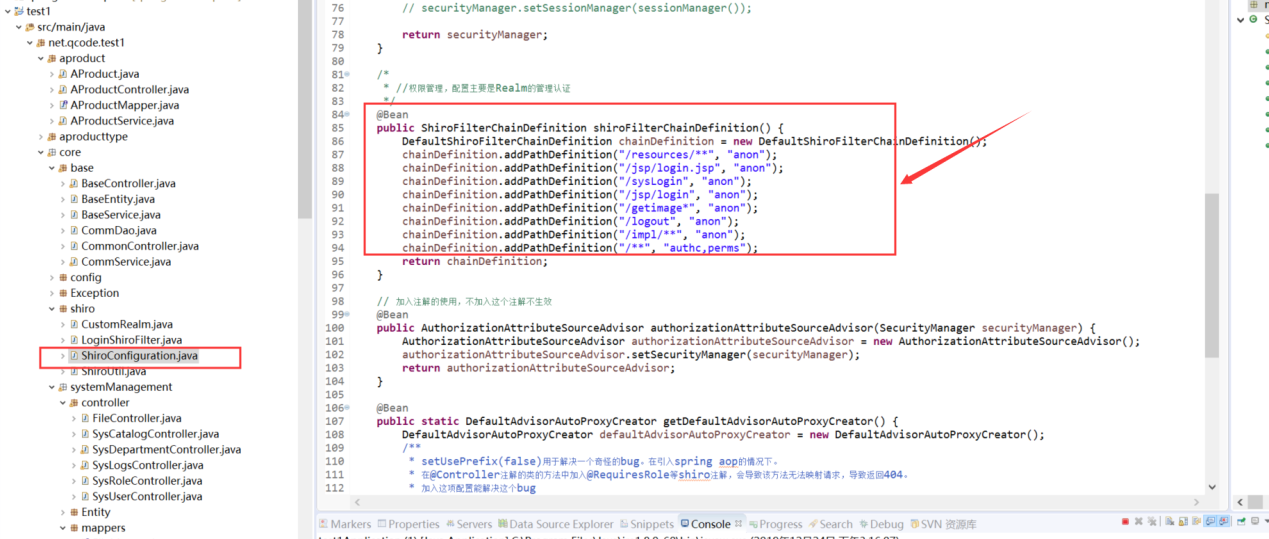 test1
src/main/java
net.qcode.test1
aproduct
AProduct.java
AProductController.java
AProductMapper.java
AProductService.java
aproducttype
core
base
BaseController.java
BaseEntity.java
BaseService.java
CommDao.java
CommonController.java
CommService.java
config
Exception
shiro
CustomRealm.java
LoginShiroFilter.java
ShiroConfiguration.java
ShiroUtil.java
systemManagement
controller
FileController.java
SysCatalogController.java
SysDepartmentController.java
SysLogsController.java
SysRoleController.java
SysUserController.java
Entity
mappers
76 // securityManager.setSessionManager(sessionManager());
77
78 return securityManager;
79 }
80
81 /*
82 * //权限管理，配置主要是Realm的管理认证
83 */
84 @Bean
85 public ShiroFilterChainDefinition shiroFilterChainDefinition() {
86 DefaultShiroFilterChainDefinition chainDefinition = new DefaultShiroFilterChainDefinition();
87 chainDefinition.addPathDefinition("/resources/**", "anon");
88 chainDefinition.addPathDefinition("/jsp/login.jsp", "anon");
89 chainDefinition.addPathDefinition("/sysLogin", "anon");
90 chainDefinition.addPathDefinition("/jsp/login", "anon");
91 chainDefinition.addPathDefinition("/getimage*", "anon");
92 chainDefinition.addPathDefinition("/logout", "anon");
93 chainDefinition.addPathDefinition("/impl/**", "anon");
94 chainDefinition.addPathDefinition("/**", "authc,perms");
95 return chainDefinition;
96 }
97
98 // 加入注解的使用，不加入这个注解不生效
99 @Bean
100 public AuthorizationAttributeSourceAdvisor authorizationAttributeSourceAdvisor(SecurityManager securityManager) {
101 AuthorizationAttributeSourceAdvisor authorizationAttributeSourceAdvisor = new AuthorizationAttributeSourceAdvisor();
102 authorizationAttributeSourceAdvisor.setSecurityManager(securityManager);
103 return authorizationAttributeSourceAdvisor;
104 }
105
106 @Bean
107 public static DefaultAdvisorAutoProxyCreator getDefaultAdvisorAutoProxyCreator() {
108 DefaultAdvisorAutoProxyCreator defaultAdvisorAutoProxyCreator = new DefaultAdvisorAutoProxyCreator();
109 /**
110 * setUsePrefix(false)用于解决一个奇怪的bug。在引入spring aop的情况下。
111 * 在@Controller注解的类的方法中加入@RequiresRole等shiro注解，会导致该方法无法映射请求，导致返回404。
112 * 加入这项配置能解决这个bug
Markers Properties Servers Data Source Explorer Snippets Console Progress Search Debug SVN 资源库